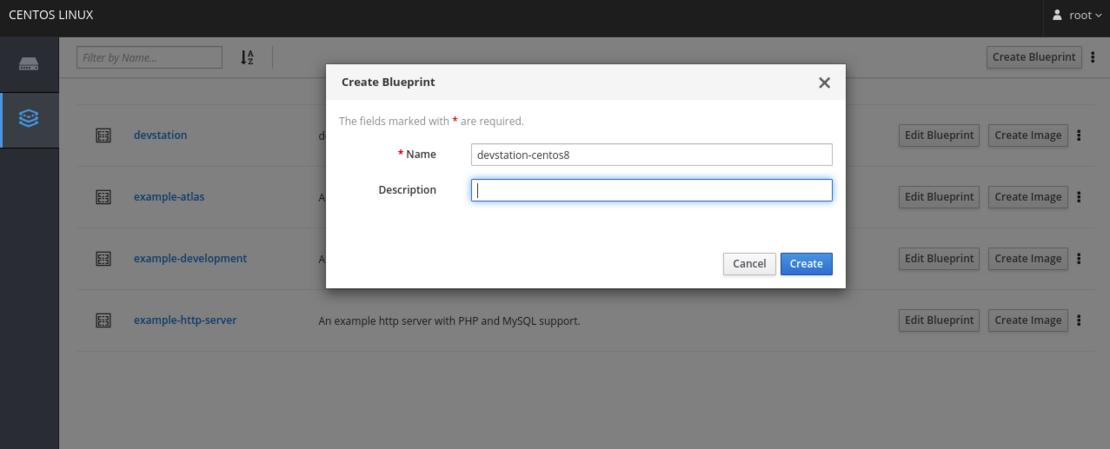 CENTOS LINUX
root
Filter by Name...
Create Blueprint
Create Blueprint
The fields marked with * are required.
* Name
devstation-centos8
Description
Cancel
Create
devstation
d
Edit Blueprint
Create Image
example-atlas
A
Edit Blueprint
Create Image
example-development
A
Edit Blueprint
Create Image
example-http-server
An example http server with PHP and MySQL support.
Edit Blueprint
Create Image